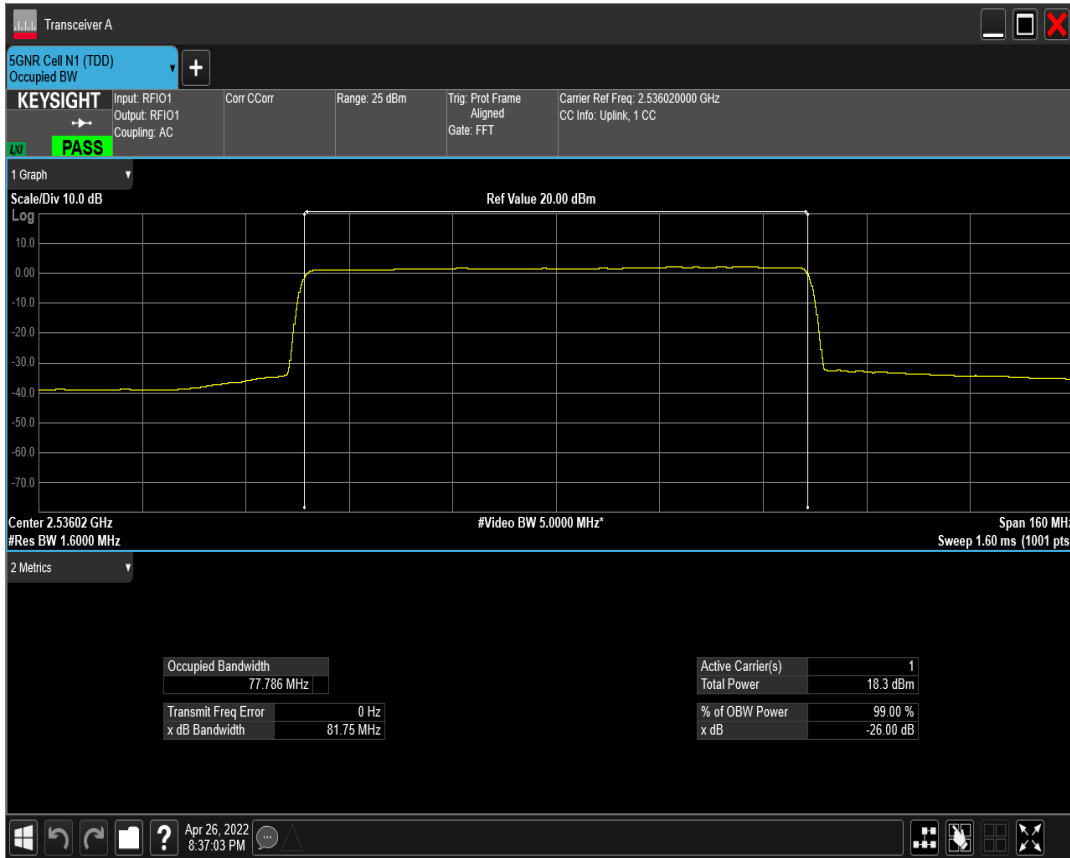 Transceiver A
5GNR Cell N1 (TDD)
Occupied BW
KEYSIGHT
LXI
PASS
Input: RFIO1
Output: RFIO1
Coupling: AC
Corr CCorr
Range: 25 dBm
Trig: Prot Frame
Aligned
Gate: FFT
Carrier Ref Freq: 2.536020000 GHz
CC Info: Uplink, 1 CC
1 Graph
Scale/Div 10.0 dB
Ref Value 20.00 dBm
Log
10.0
0.00
-10.0
-20.0
-30.0
-40.0
-50.0
-60.0
-70.0
Center 2.53602 GHz
#Video BW 5.0000 MHz*
Span 160 MHz
#Res BW 1.6000 MHz
Sweep 1.60 ms (1001 pts
2 Metrics
Occupied Bandwidth
77.786 MHz
Transmit Freq Error 0 Hz
x dB Bandwidth 81.75 MHz
Active Carrier(s) 1
Total Power 18.3 dBm
% of OBW Power 99.00 %
x dB -26.00 dB
?
Apr 26, 2022
8:37:03 PM